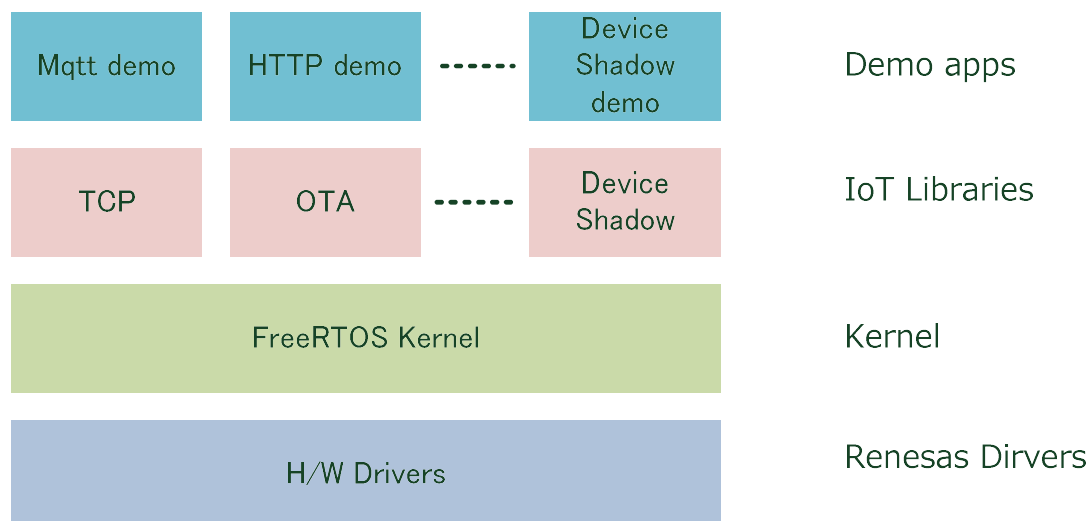 Mqtt demo
HTTP demo
Device
Shadow
demo
Demo apps
TCP
OTA
Device
Shadow
IoT Libraries
FreeRTOS Kernel
Kernel
H/W Drivers
Renesas Dirvers